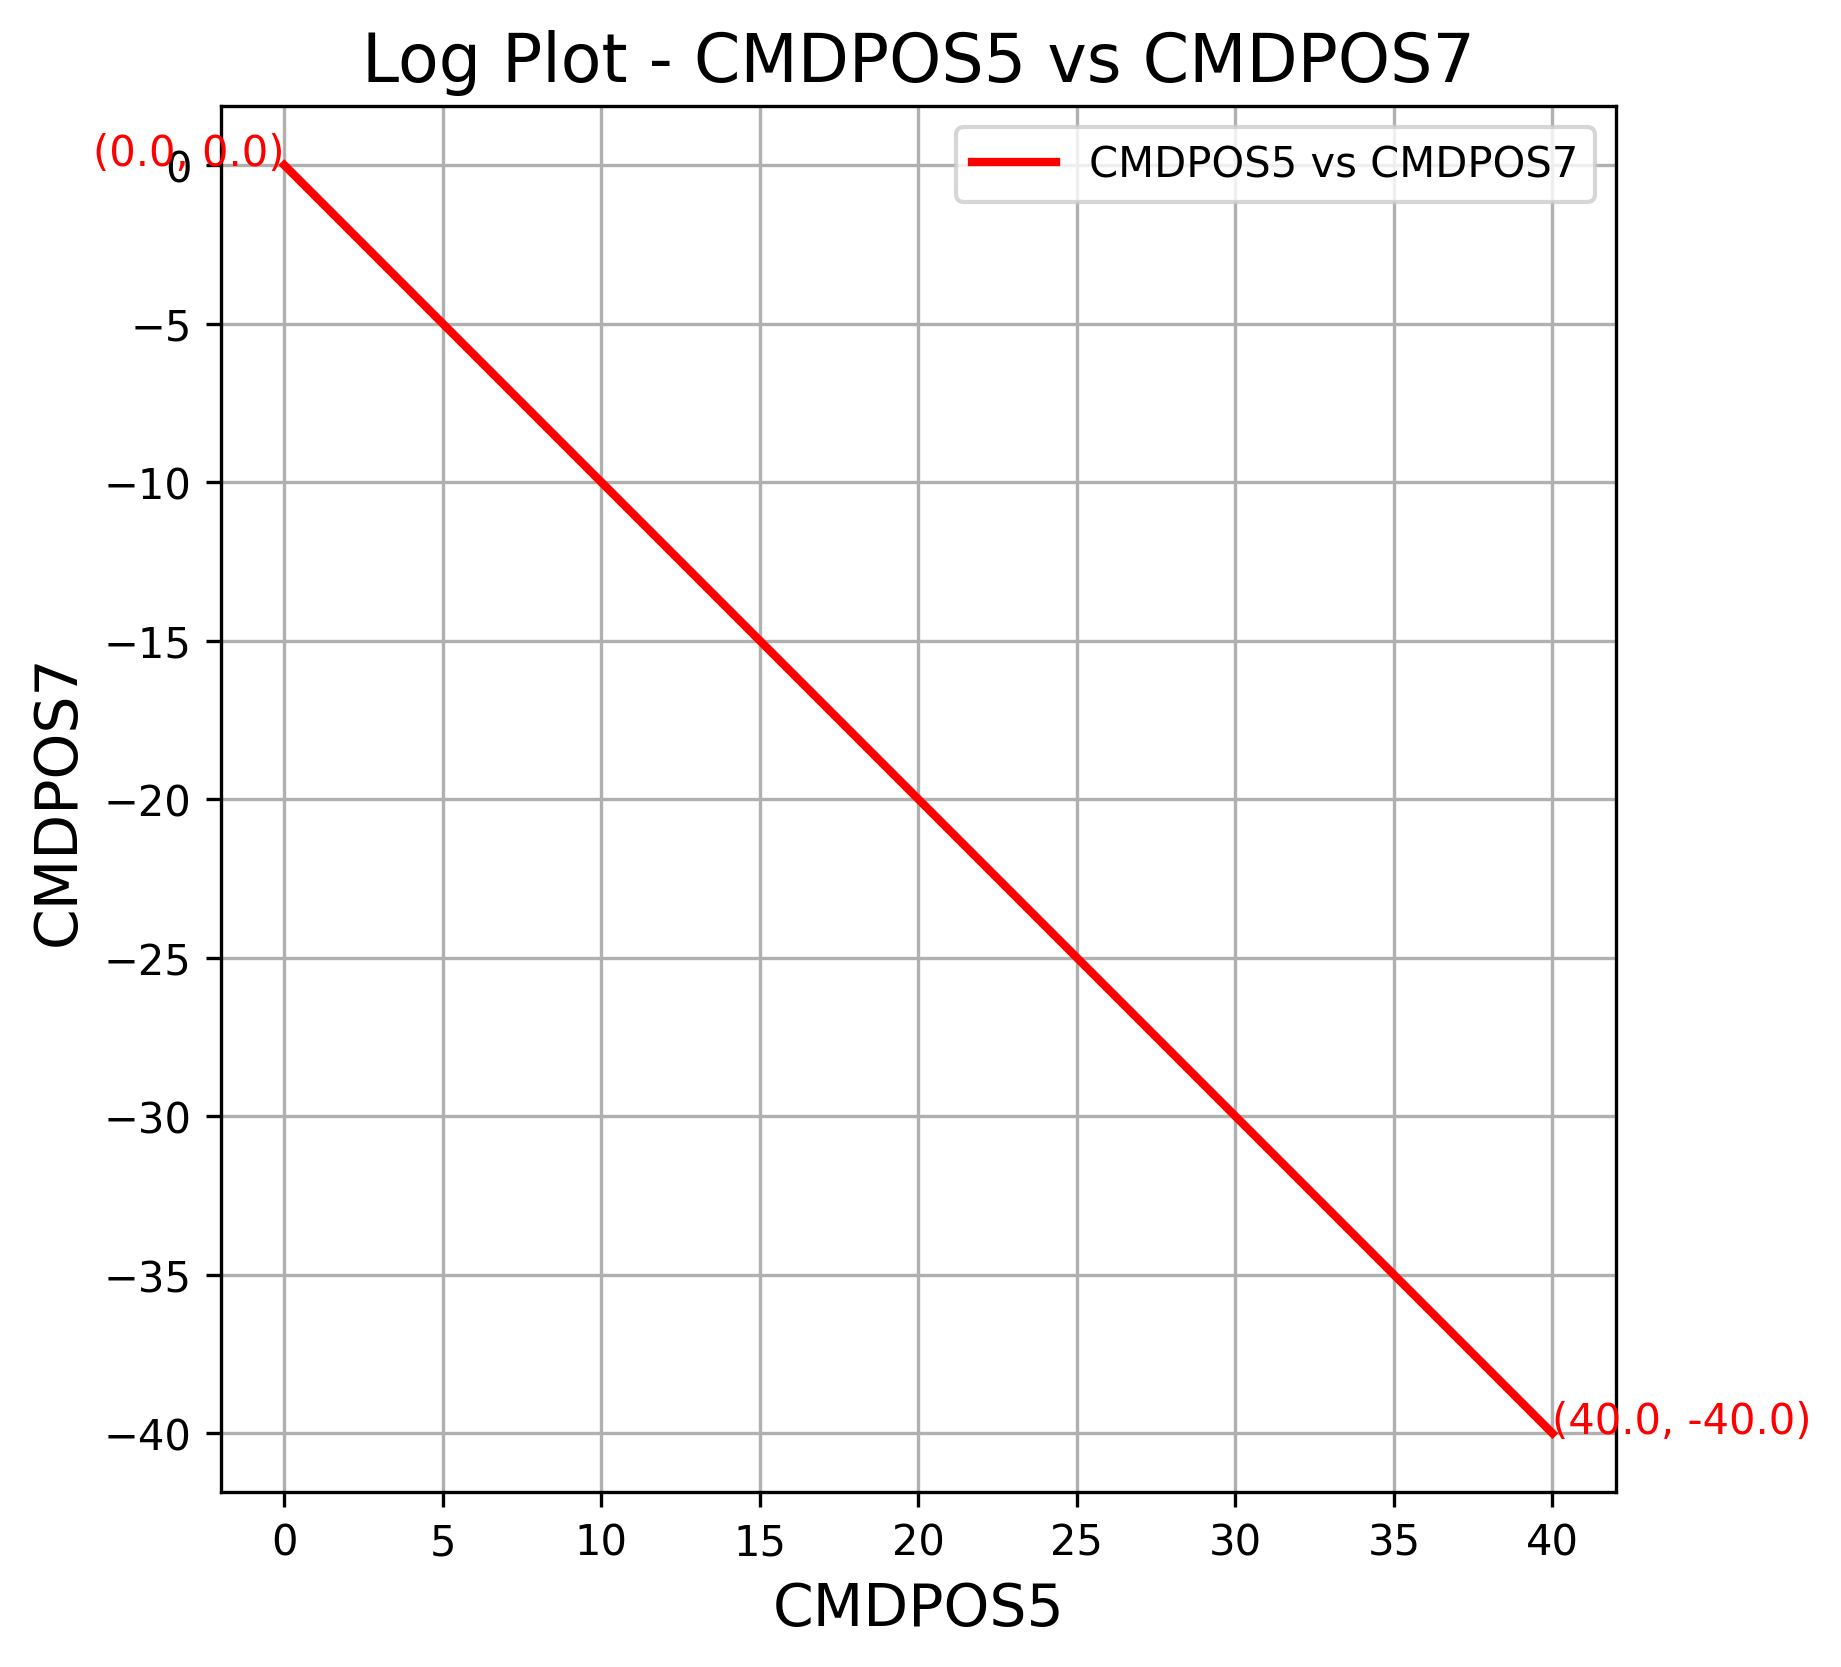 Log Plot - CMDPOS5 vs CMDPOS7
(0.0, 0.0)
CMDPOS5 vs CMDPOS7
0
−5
−10
−15
−20
−25
−30
−35
−40
CMDPOS7
(40.0, -40.0)
0 5 10 15 20 25 30 35 40
CMDPOS5